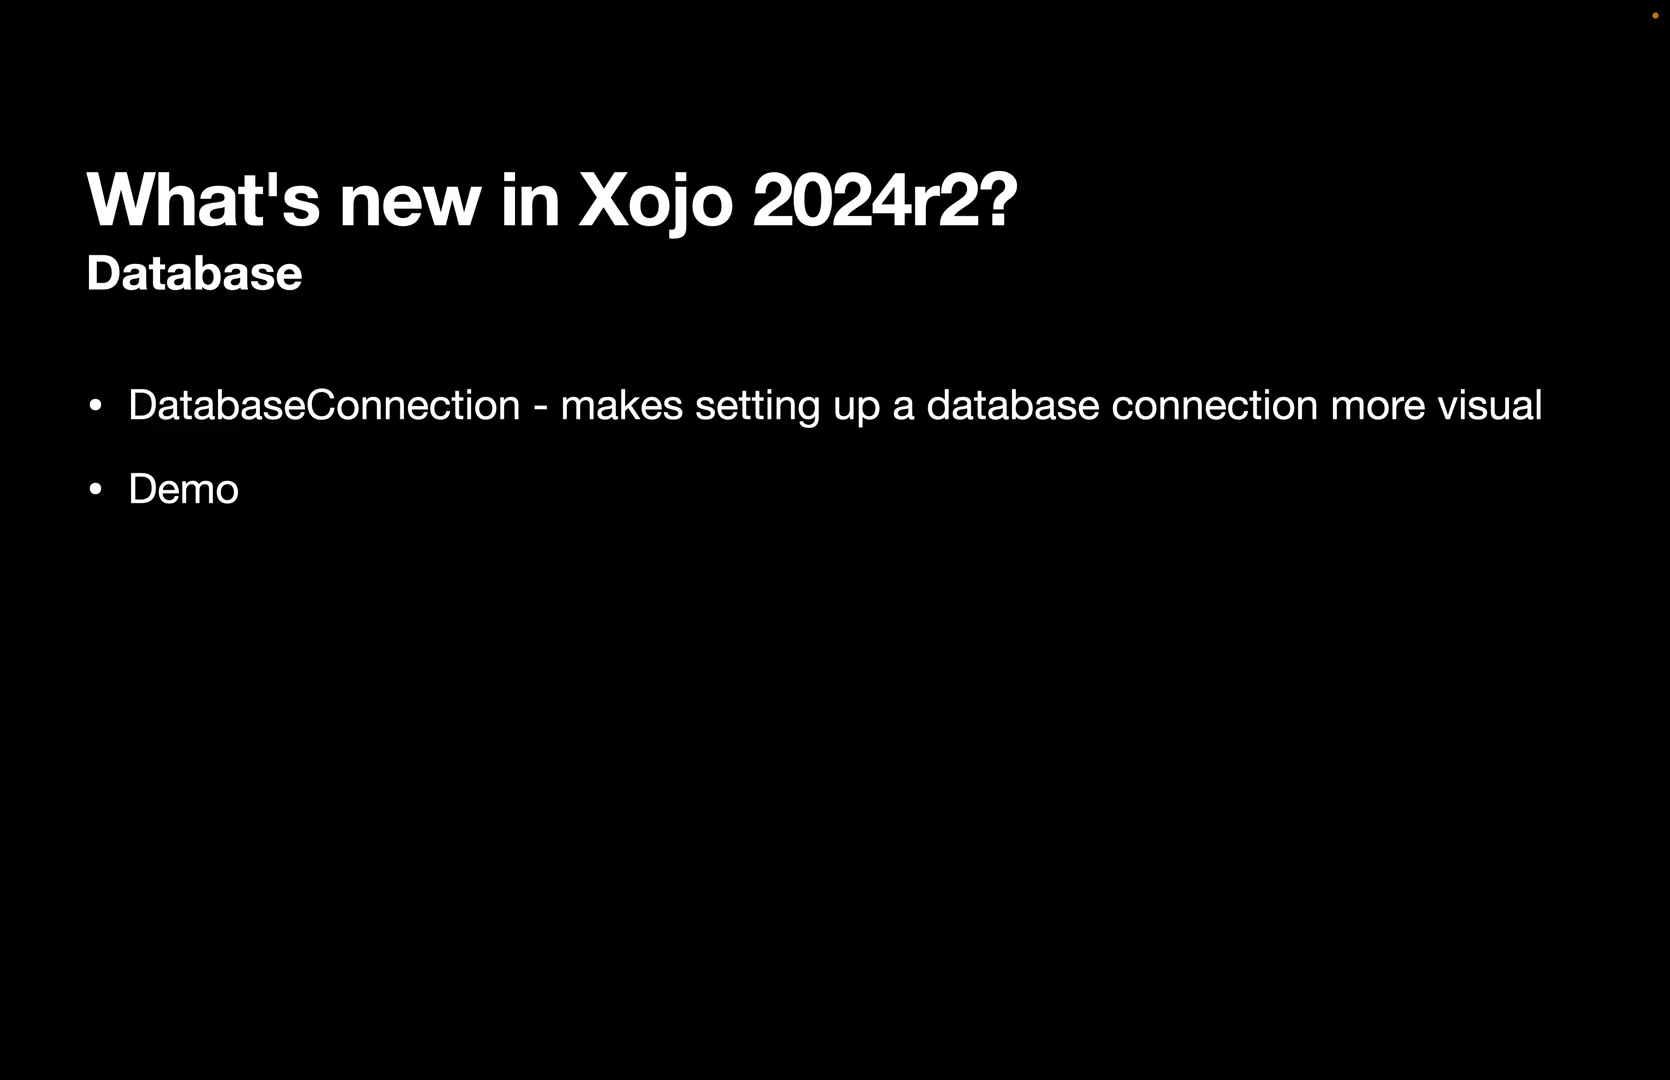 What's new in Xojo 2024r2?
Database
• DatabaseConnection - makes setting up a database connection more visual
• Demo